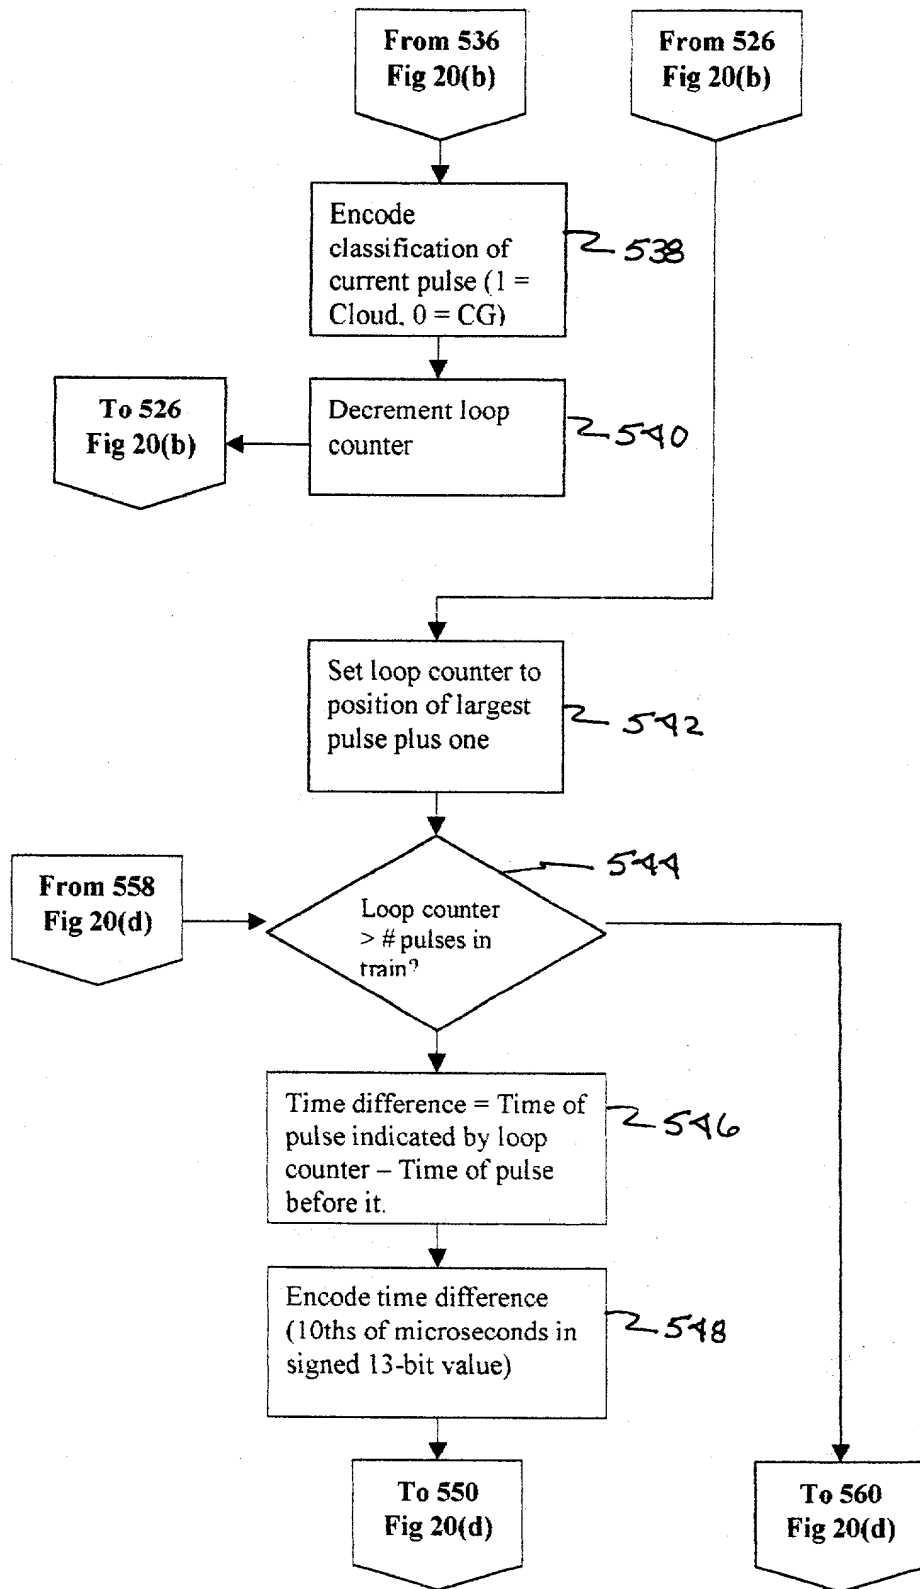 From 536
Fig 20(b)
From 526
Fig 20(b)
Encode
classification of
current pulse (1 =
Cloud, 0 = CG)
538
To 526
Fig 20(b)
Decrement loop
counter
540
Set loop counter to
position of largest
pulse plus one
542
544
From 558
Fig 20(d)
Loop counter
> # pulses in
train?
Time difference = Time of
pulse indicated by loop
counter – Time of pulse
before it.
546
Encode time difference
(10ths of microseconds in
signed 13-bit value)
548
To 550
Fig 20(d)
To 560
Fig 20(d)